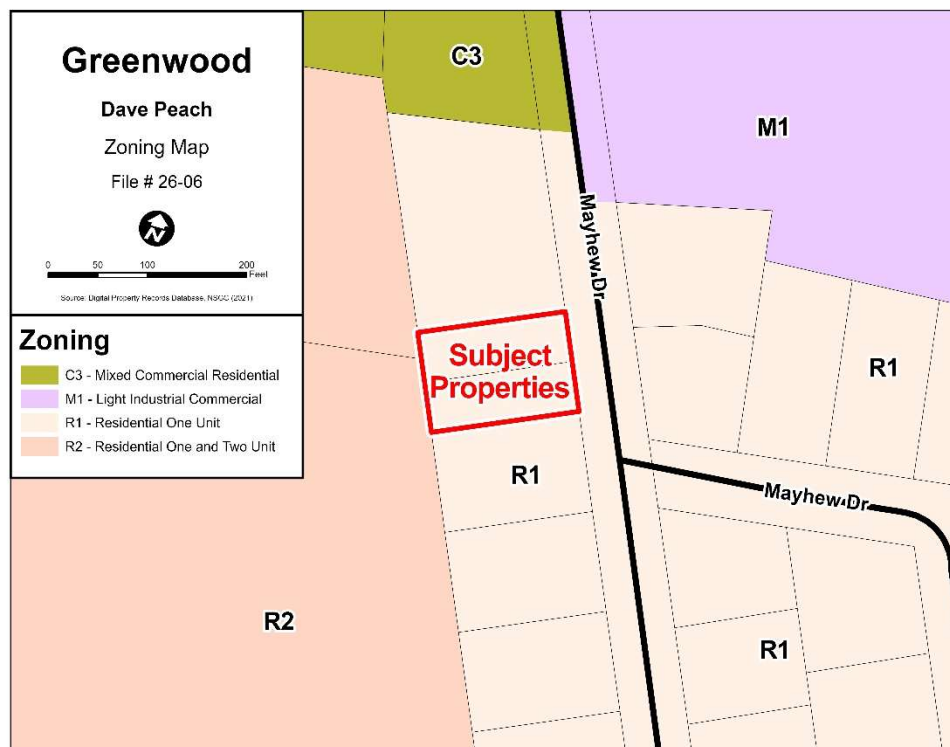 Greenwood
Dave Peach
Zoning Map
File # 26-06
N
0 50 100 200
Feet
Source: Digital Property Records Database, NSGC (2021)
Zoning
C3 - Mixed Commercial Residential
M1 - Light Industrial Commercial
R1 - Residential One Unit
R2 - Residential One and Two Unit
C3
M1
Mayhew Dr
Subject
Properties
R1
R1
Mayhew Dr
R2
R1